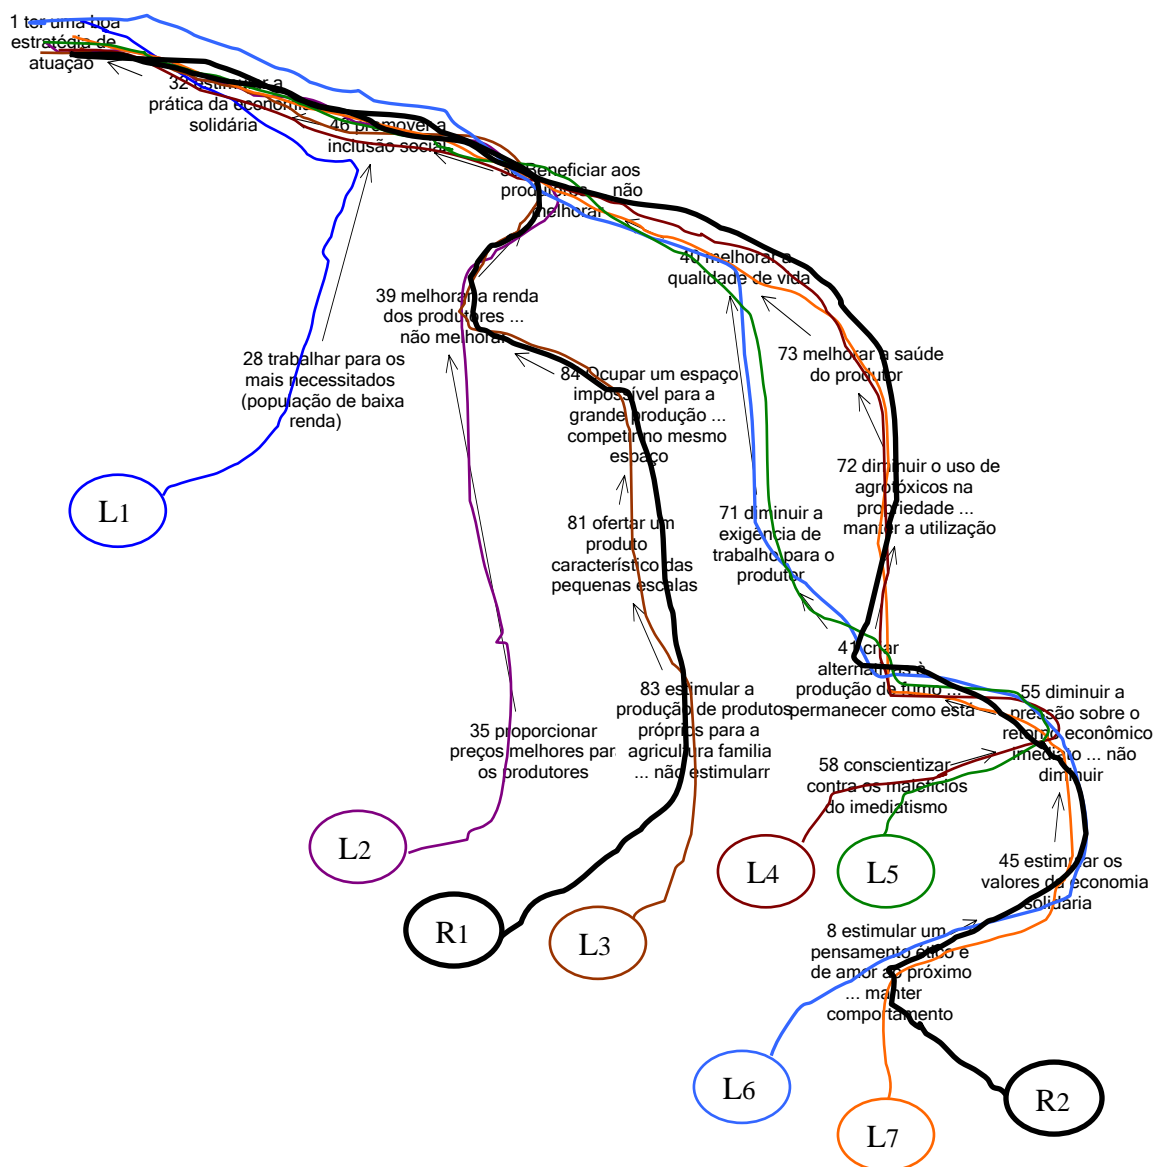 1 ter uma boa
estratégia de
atuação
32 estimular a
prática da economia
solidária
46 promover a
inclusão social
Beneficiar aos
produtores ... não
melhorar
40 melhorar a
qualidade de vida
39 melhorar a renda
dos produtores ...
não melhorar
28 trabalhar para os
mais necessitados
(população de baixa
renda)
73 melhorar a saúde
do produtor
84 Ocupar um espaço
impossível para a
grande produção ...
competir no mesmo
espaço
72 diminuir o uso de
agrotóxicos na
propriedade ...
manter a utilização
L1
81 ofertar um
produto
característico das
pequenas escalas
71 diminuir a
exigência de
trabalho para o
produtor
41 criar
alternativas à
produção de fumo ...
permanecer como está
83 estimular a
produção de produtos
próprios para a
agricultura familia
... não estimularr
55 diminuir a
pressão sobre o
retorno econômico
imediato ... não
diminuir
35 proporcionar
preços melhores par
os produtores
58 conscientizar
contra os malefícios
do imediatismo
L2
L4
L5
45 estimular os
valores da economia
solidária
R1
L3
8 estimular um
pensamento ético e
de amor ao próximo
... manter
comportamento
L6
R2
L7